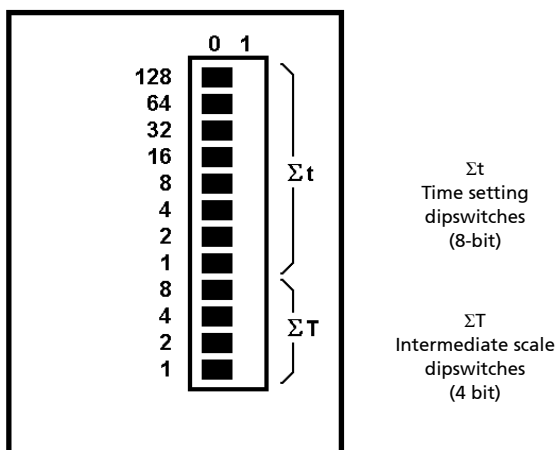 0 1
128
64
32
16
8
4
2
1
8
4
2
1
Σt
ΣT
Σt
Time setting
dipswitches
(8-bit)
ΣT
Intermediate scale
dipswitches
(4 bit)